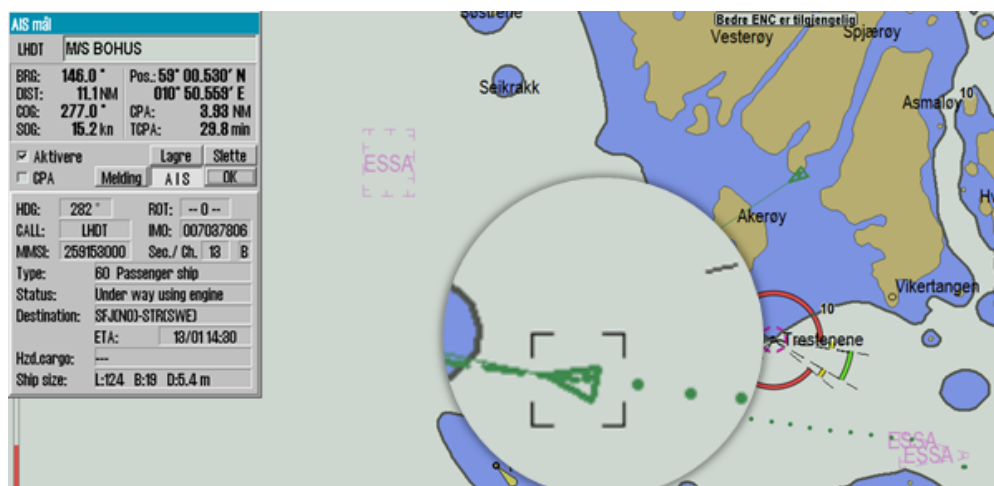 AIS mål
LHDT M/S BOHUS
BRG: 146.0 ° Pos.: 59° 00.530' N
DIST: 11.1 NM 010° 50.559' E
COG: 277.0 ° CPA: 3.93 NM
SOG: 15.2 kn TCPA: 29.8 min
Aktivere Lagre Slette
CPA Melding AIS OK
HDG: 282 ° ROT: -- 0 --
CALL: LHDT IMO: 007037806
MMSI: 259153000 Sec./ Ch. 13 B
Type: 60 Passenger ship
Status: Under way using engine
Destination: SFJ(NO)-STR(SWE)
ETA: 13/01 14:30
Hzd.cargo: ---
Ship size: L:124 B:19 D:5.4 m
Søstrene
Bedre ENC er tilgjengelig
Vesterøy
Spjærøy
Seikrakk
Asmaløy
10
ESSA
Akerøy
Vikertangen
10
ESSA
ESSA